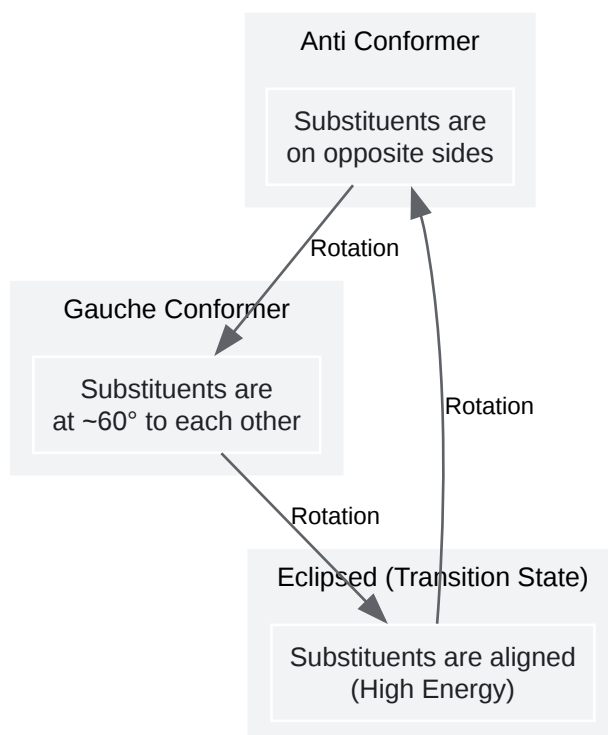 Anti Conformer
Substituents are
on opposite sides
Rotation
Gauche Conformer
Substituents are
at ~60° to each other
Rotation
Rotation
Eclipsed (Transition State)
Substituents are aligned
(High Energy)